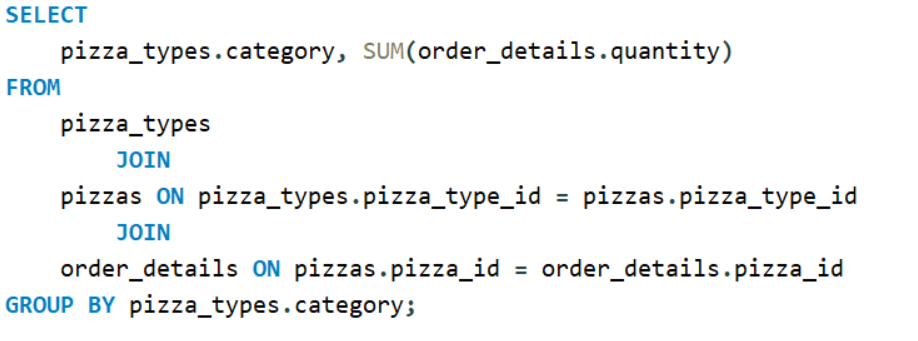 SELECT
    pizza_types.category, SUM(order_details.quantity)
FROM
    pizza_types
        JOIN
    pizzas ON pizza_types.pizza_type_id = pizzas.pizza_type_id
        JOIN
    order_details ON pizzas.pizza_id = order_details.pizza_id
GROUP BY pizza_types.category;